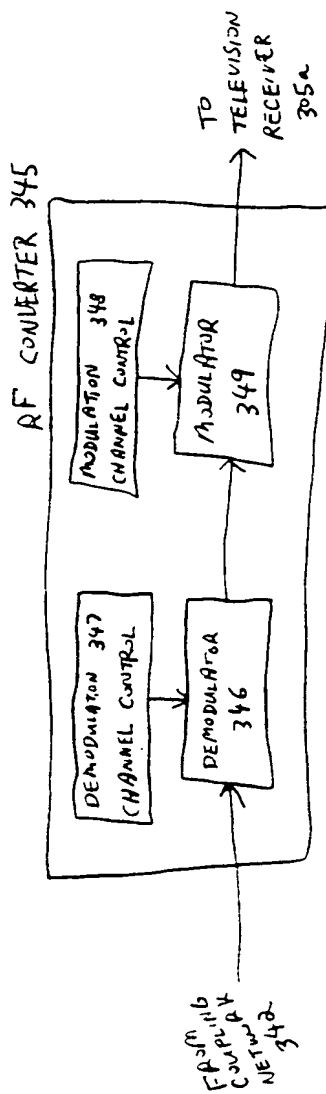 RF CONVERTER 345
DEMODULATION 347
CHANNEL CONTROL
MODULATION 348
CHANNEL CONTROL
FROM
COUPLING
NETWORK
342
DEMODULATOR
346
MODULATOR
349
TO
TELEVISION
RECEIVER
305a